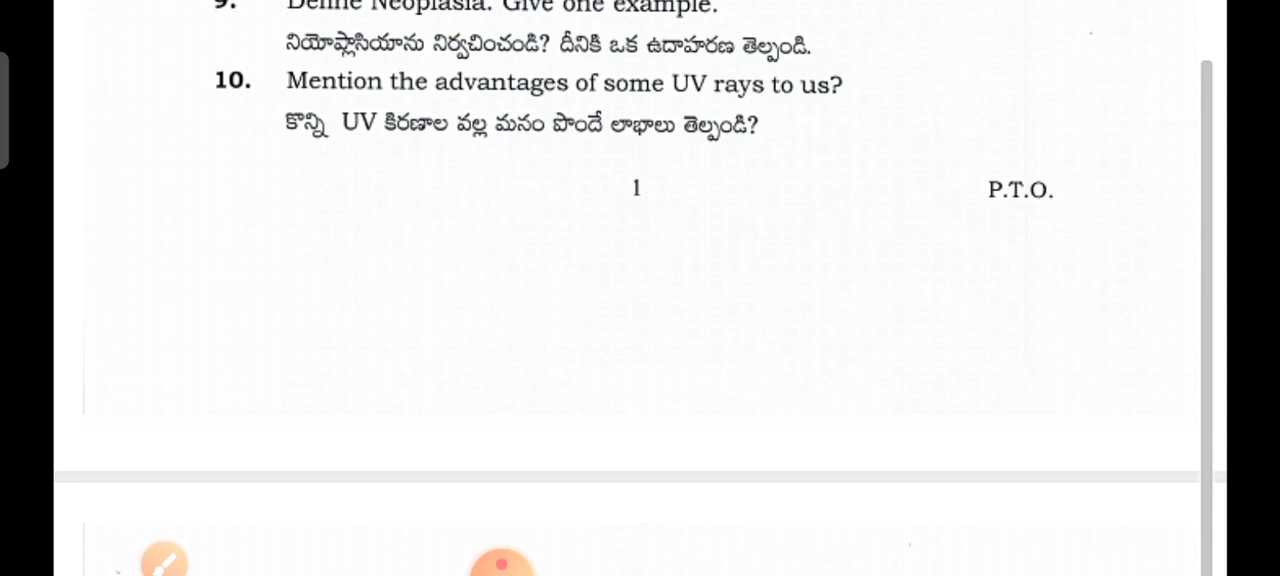 9. Define Neoplasia. Give one example.
నియోప్లాసియాను నిర్వచించండి? దీనికి ఒక ఉదాహరణ తెల్పండి.
10. Mention the advantages of some UV rays to us?
కొన్ని UV కిరణాల వల్ల మనం పొందే లాభాలు తెల్పండి?
1 P.T.O.